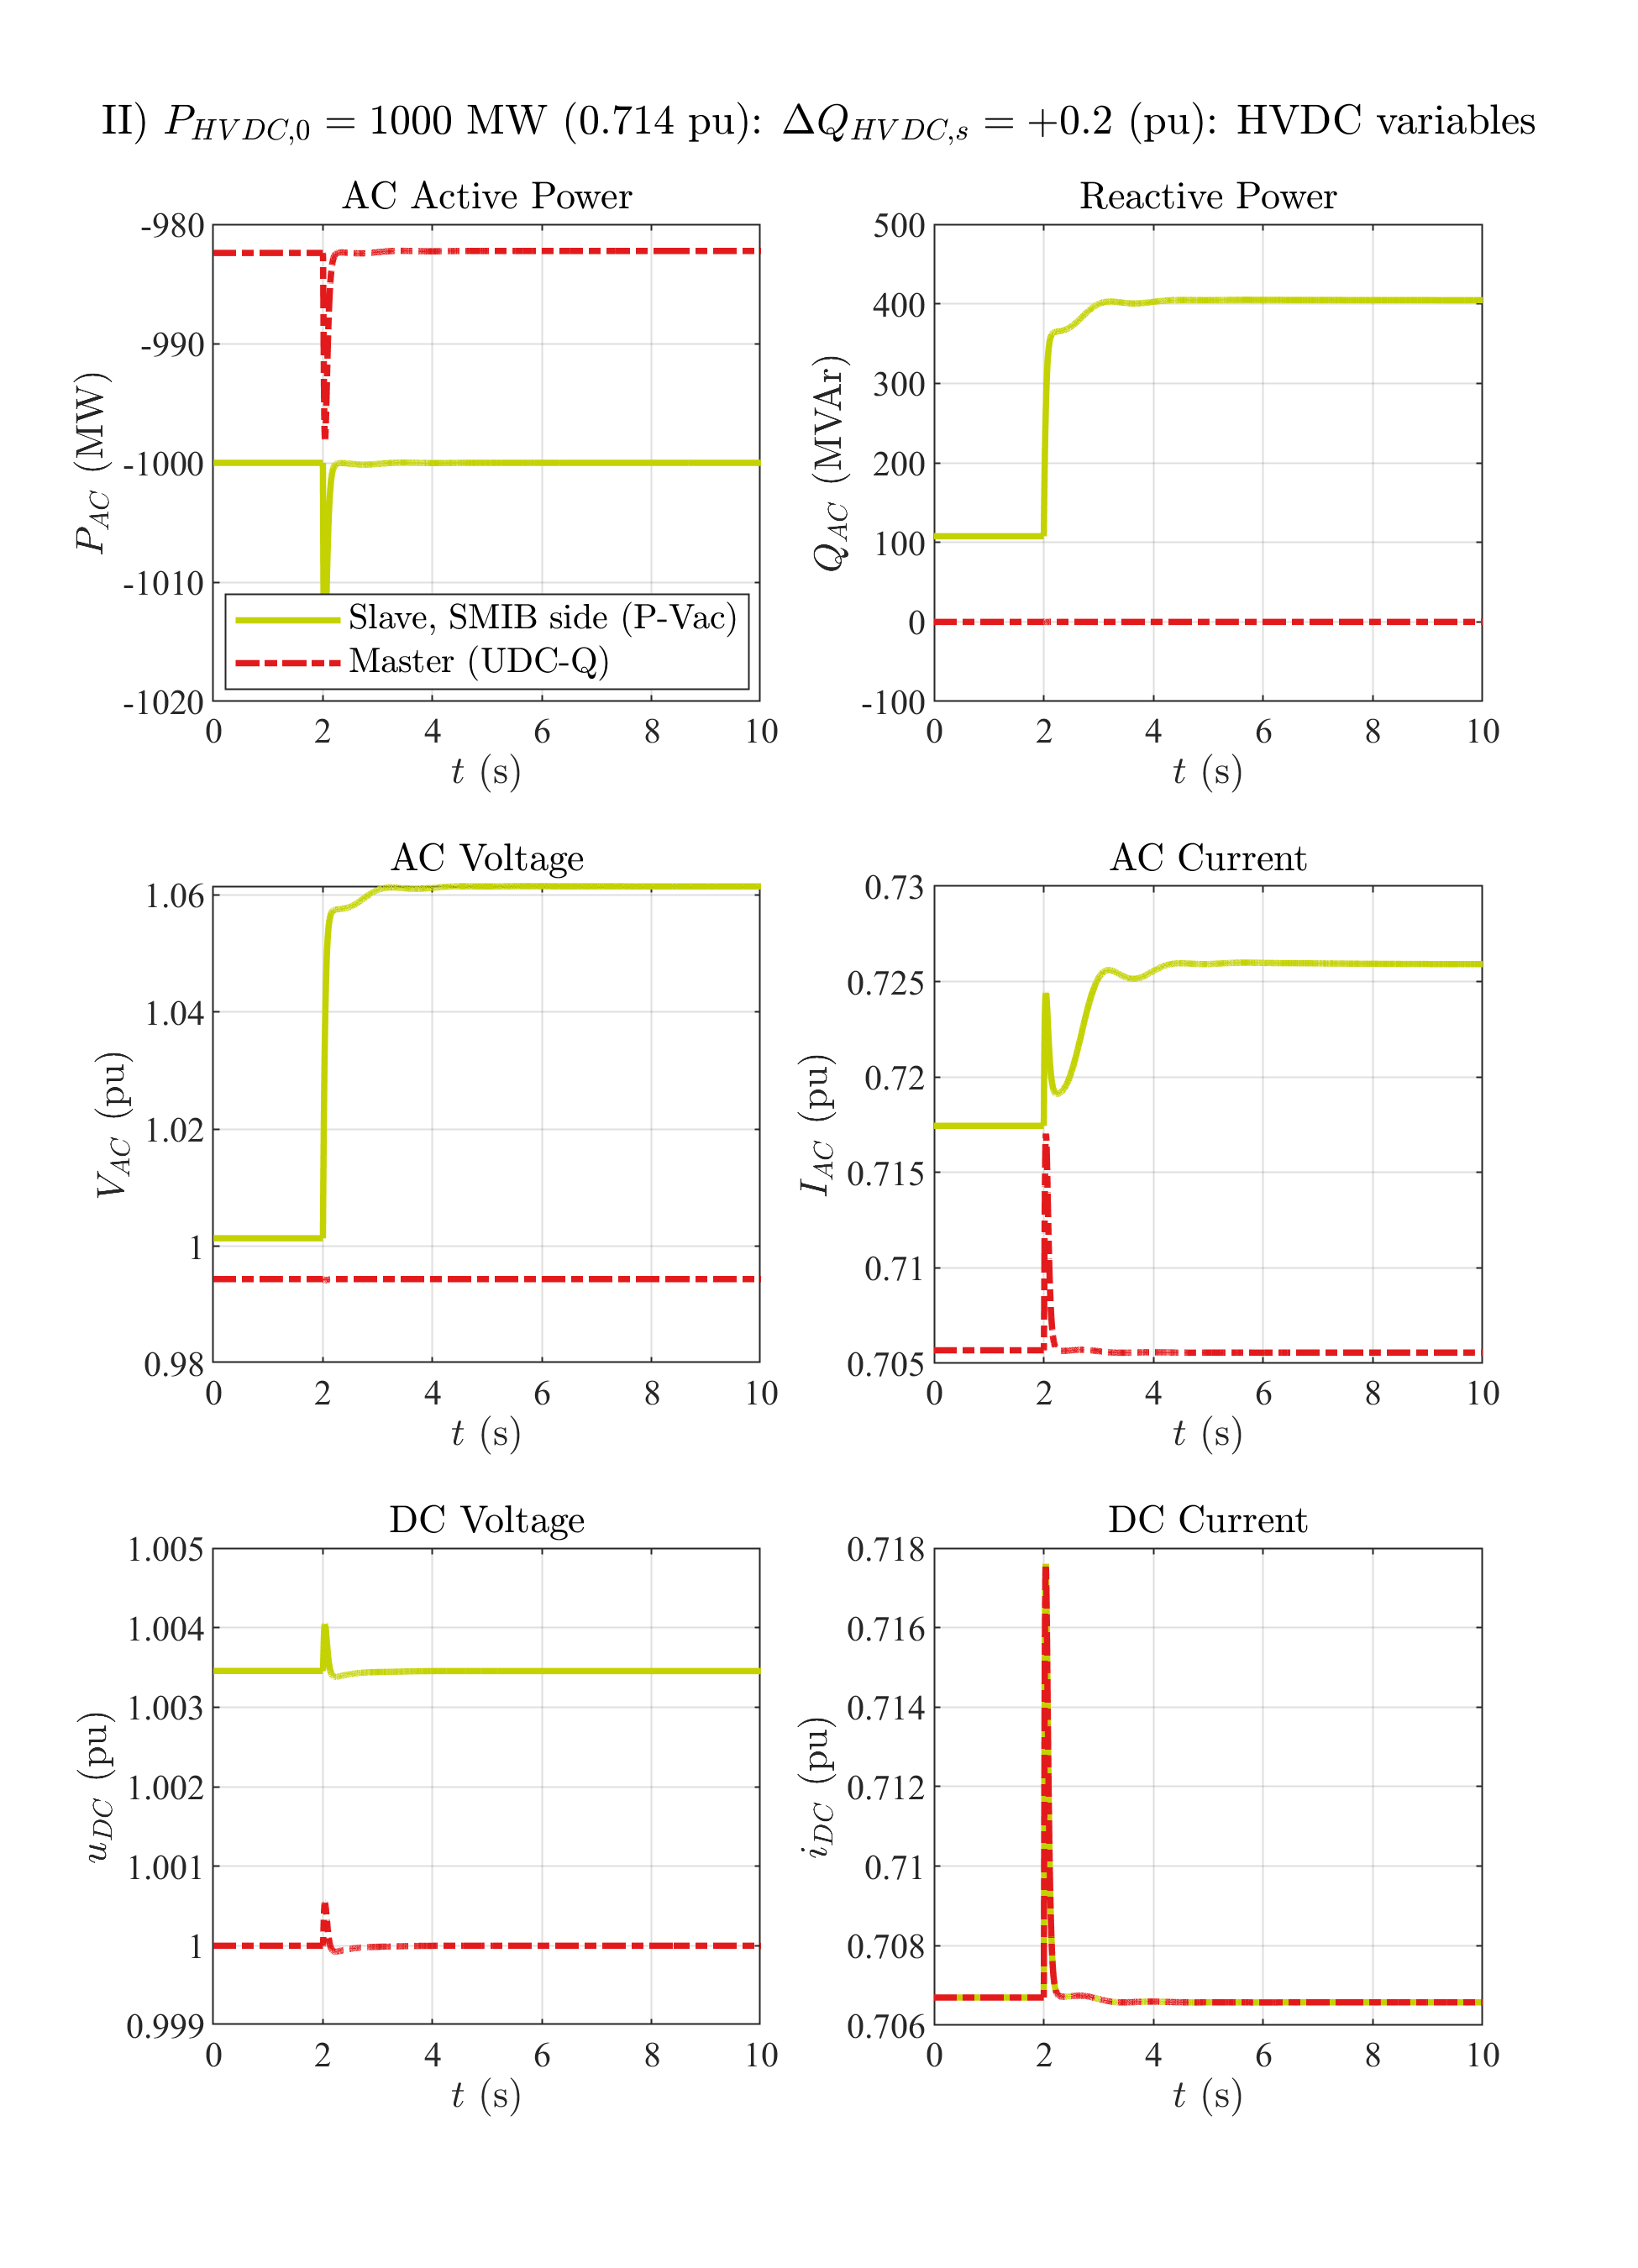 II) P_{HVDC,0} = 1000 MW (0.714 pu): ΔQ_{HVDC,s} = +0.2 (pu): HVDC variables
AC Active Power
-980
-990
-1000
-1010
-1020
P_{AC} (MW)
Slave, SMIB side (P-Vac)
Master (UDC-Q)
0 2 4 6 8 10
t (s)
Reactive Power
500
400
300
200
100
0
-100
Q_{AC} (MVAr)
0 2 4 6 8 10
t (s)
AC Voltage
1.06
1.04
1.02
1
0.98
V_{AC} (pu)
0 2 4 6 8 10
t (s)
AC Current
0.73
0.725
0.72
0.715
0.71
0.705
I_{AC} (pu)
0 2 4 6 8 10
t (s)
DC Voltage
1.005
1.004
1.003
1.002
1.001
1
0.999
u_{DC} (pu)
0 2 4 6 8 10
t (s)
DC Current
0.718
0.716
0.714
0.712
0.71
0.708
0.706
i_{DC} (pu)
0 2 4 6 8 10
t (s)